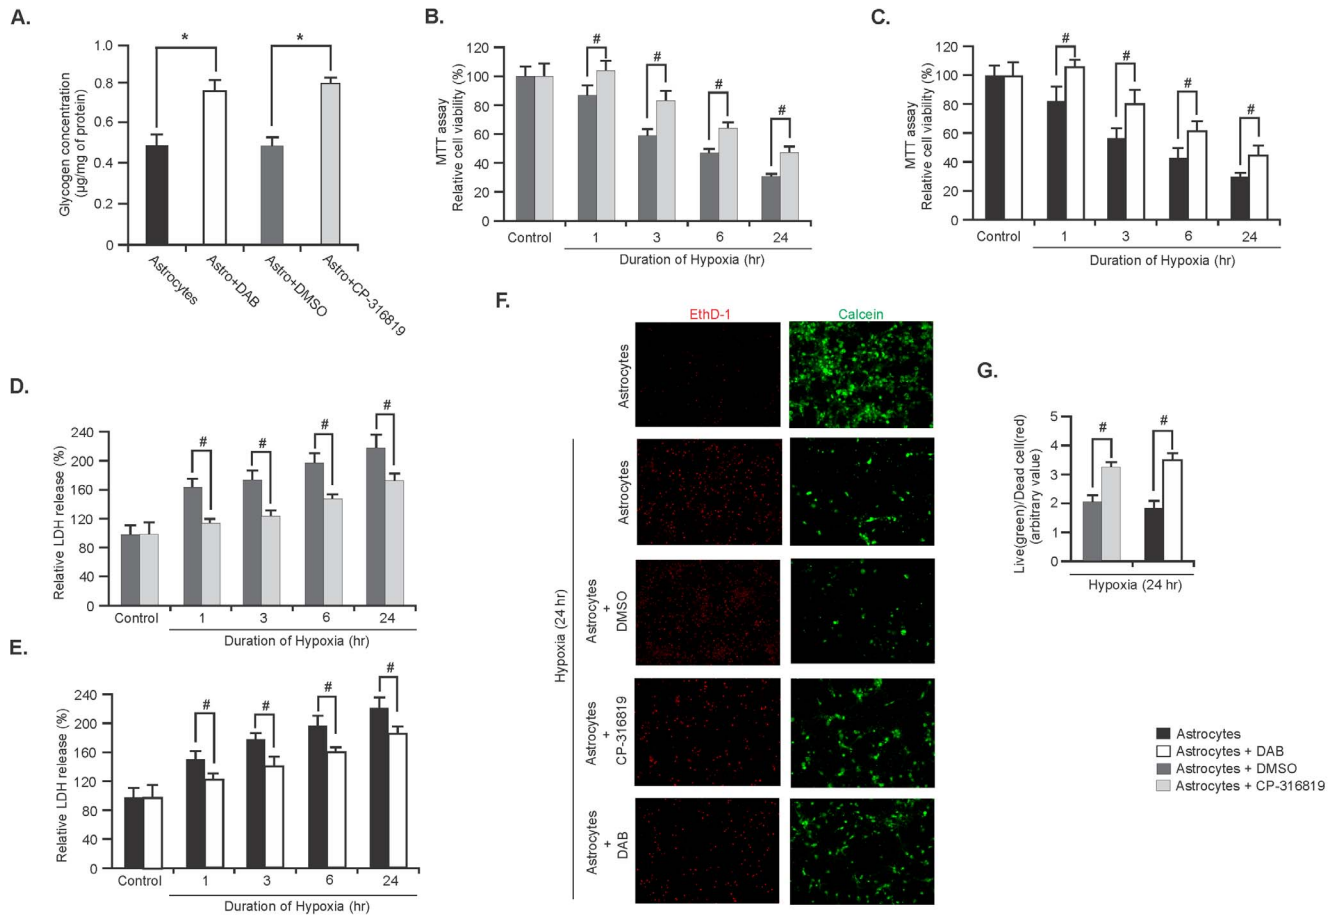 A.
Glycogen concentration
(µg/mg of protein)
1.0
0.8
0.6
0.4
0.2
0
*
*
Astrocytes
Astro+DAB
Astro+DMSO
Astro+CP-316819
B.
MTT assay
Relative cell viability (%)
120
100
80
60
40
20
0
#
#
#
#
Control
1
3
6
24
Duration of Hypoxia (hr)
C.
MTT assay
Relative cell viability (%)
120
100
80
60
40
20
0
#
#
#
#
Control
1
3
6
24
Duration of Hypoxia (hr)
D.
Relative LDH release (%)
240
200
160
120
80
40
0
#
#
#
#
Control
1
3
6
24
Duration of Hypoxia (hr)
E.
Relative LDH release (%)
240
200
160
120
80
40
0
#
#
#
#
Control
1
3
6
24
Duration of Hypoxia (hr)
F.
EthD-1
Calcein
Astrocytes
Hypoxia (24 hr)
Astrocytes
Astrocytes
+
DMSO
Astrocytes
+
CP-316819
Astrocytes
+
DAB
G.
Live(green)/Dead cell(red)
(arbitrary value)
5
4
3
2
1
0
#
#
Hypoxia (24 hr)
Astrocytes
Astrocytes + DAB
Astrocytes + DMSO
Astrocytes + CP-316819